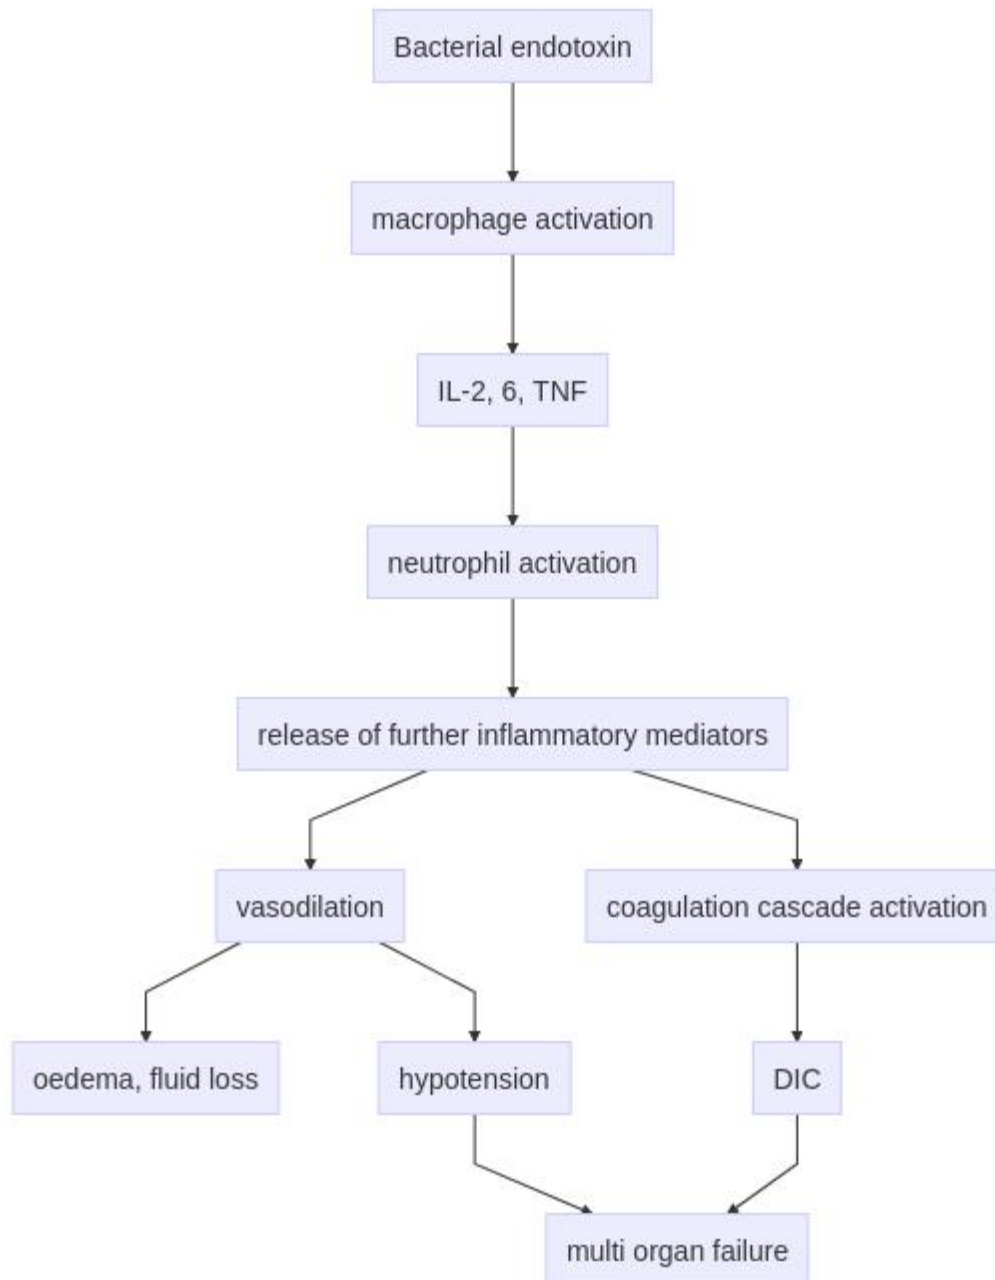 Bacterial endotoxin
macrophage activation
IL-2, 6, TNF
neutrophil activation
release of further inflammatory mediators
vasodilation
coagulation cascade activation
oedema, fluid loss
hypotension
DIC
multi organ failure